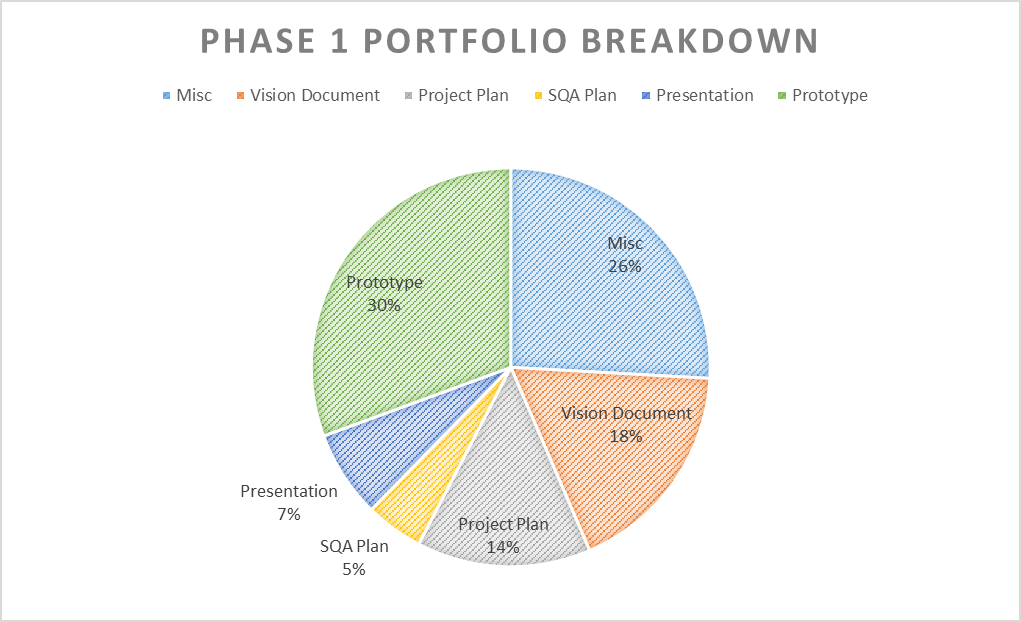 PHASE 1 PORTFOLIO BREAKDOWN
Misc Vision Document Project Plan SQA Plan Presentation Prototype
Misc
26%
Prototype
30%
Vision Document
18%
Presentation
7%
Project Plan
14%
SQA Plan
5%